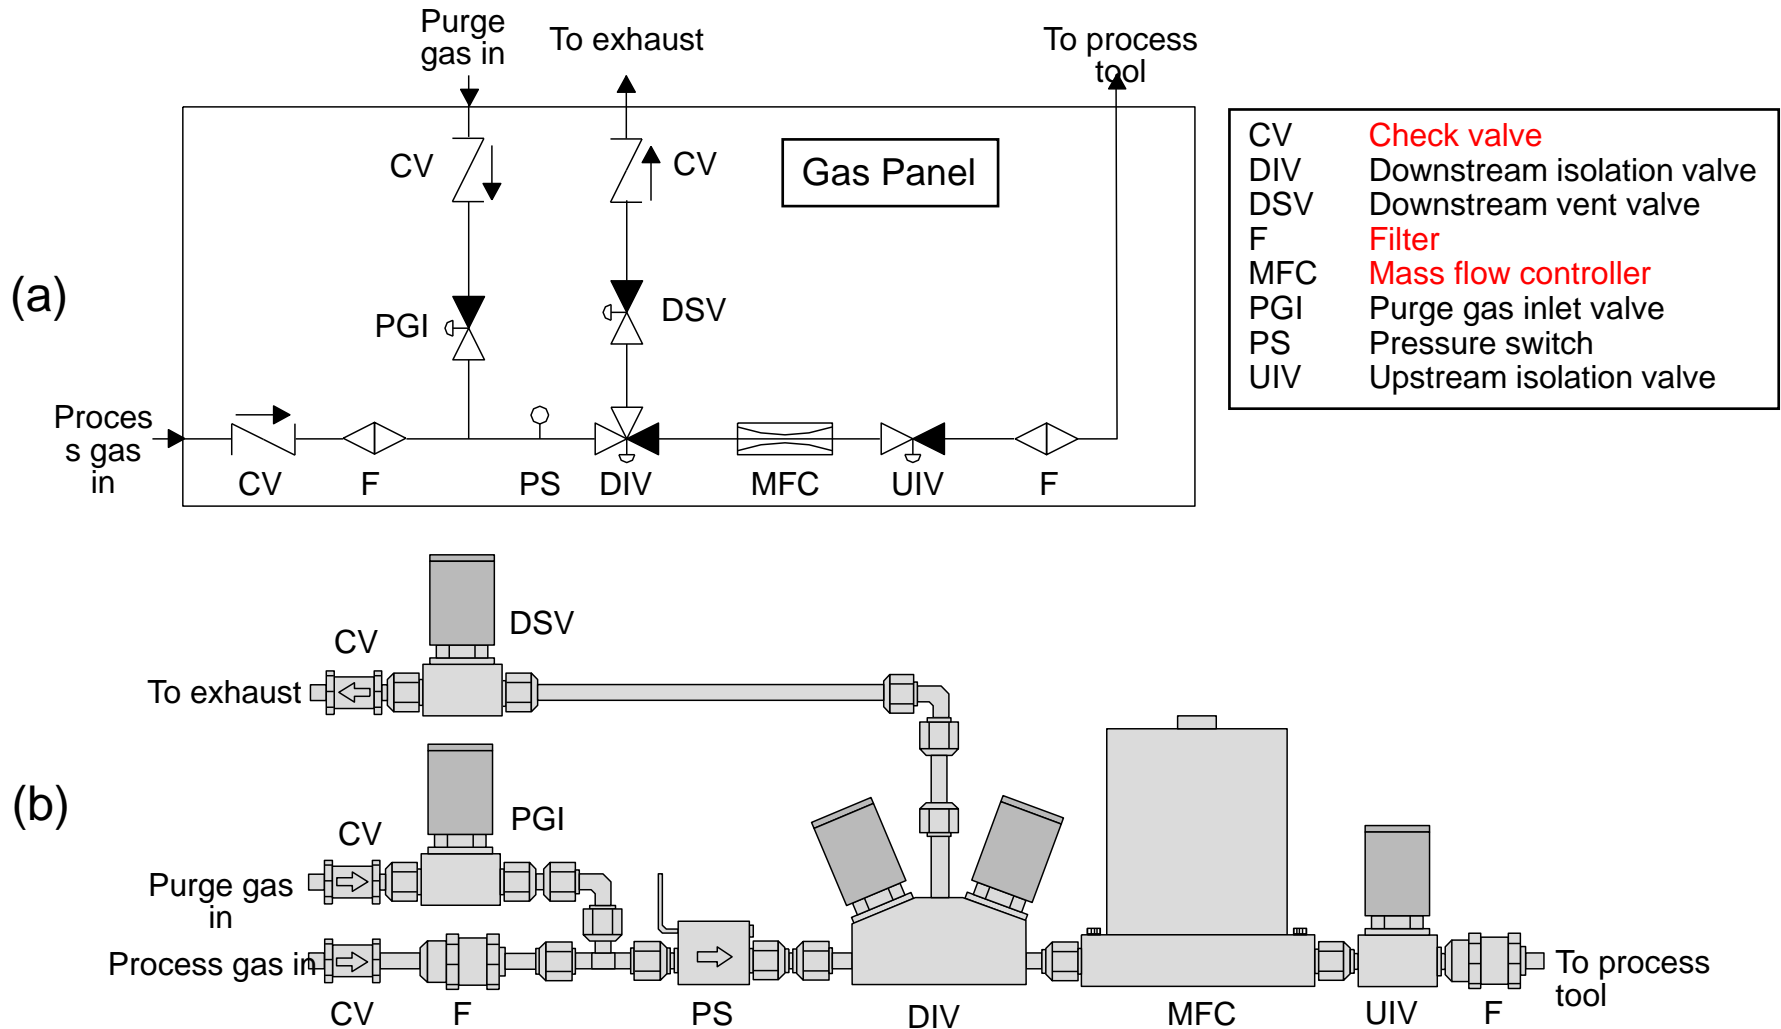 Purge
gas in
To exhaust
To process
tool
CV
CV
Gas Panel
CV Check valve
DIV Downstream isolation valve
DSV Downstream vent valve
F Filter
MFC Mass flow controller
PGI Purge gas inlet valve
PS Pressure switch
UIV Upstream isolation valve
(a)
PGI
DSV
Proces
s gas
in
CV
F
PS
DIV
MFC
UIV
F
DSV
CV
To exhaust
(b)
PGI
CV
Purge gas
in
Process gas in
To process
tool
CV
F
PS
DIV
MFC
UIV
F